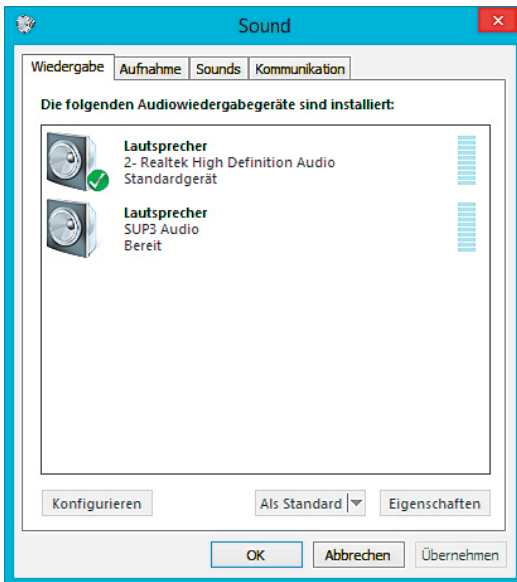 Sound
Wiedergabe Aufnahme Sounds Kommunikation
Die folgenden Audiowiedergabegeräte sind installiert:
Lautsprecher
2- Realtek High Definition Audio
Standardgerät
Lautsprecher
SUP3 Audio
Bereit
Konfigurieren Als Standard Eigenschaften
OK Abbrechen Übernehmen